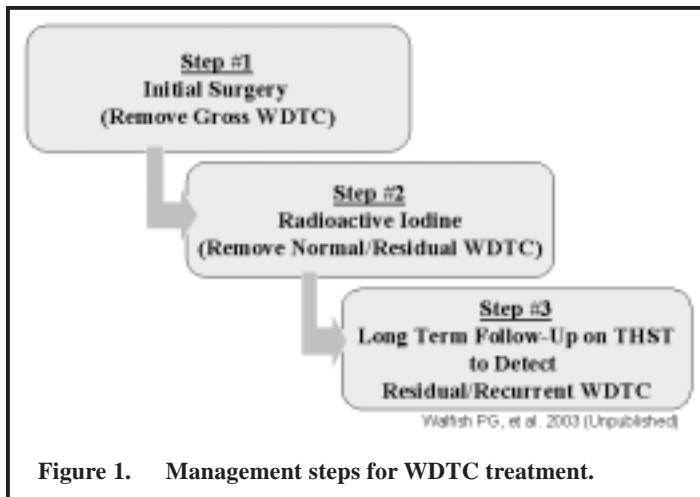 Step #1
Initial Surgery
(Remove Gross WDTC)
Step #2
Radioactive Iodine
(Remove Normal/Residual WDTC)
Step #3
Long Term Follow-Up on THST
to Detect
Residual/Recurrent WDTC
Walfish PG, et al. 2003 (Unpublished)
Figure 1. Management steps for WDTC treatment.